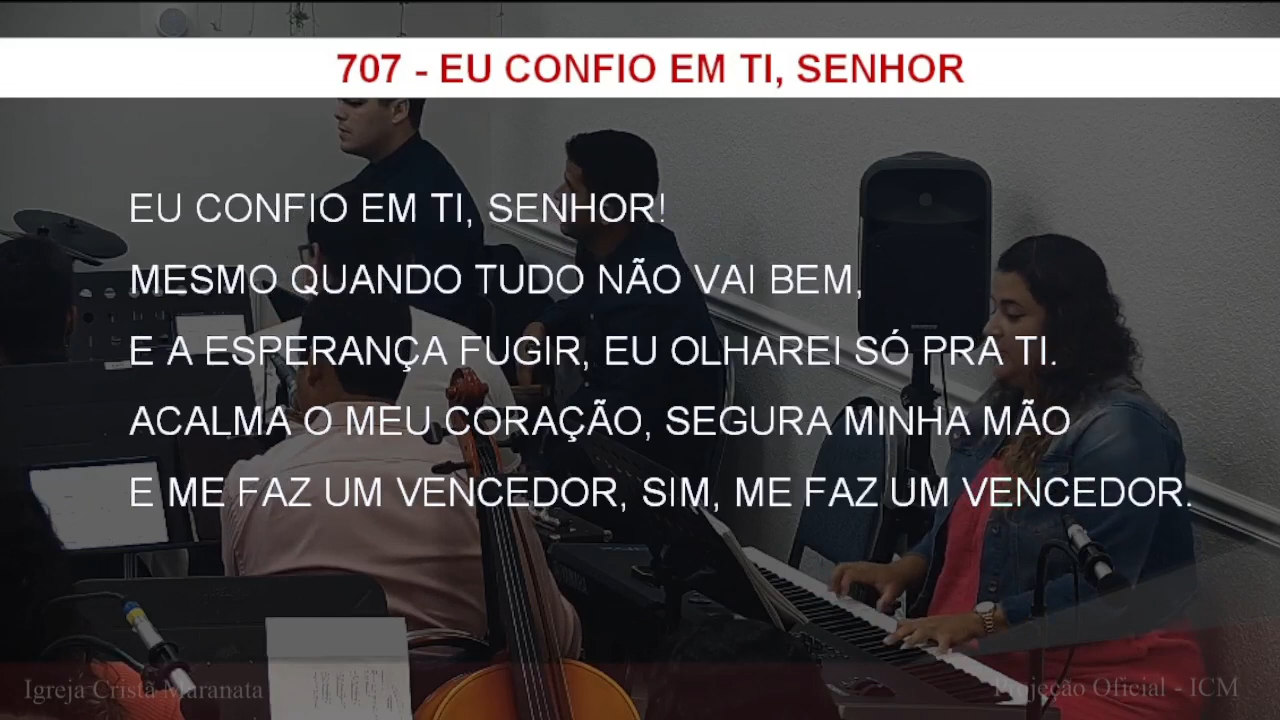 707 - EU CONFIO EM TI, SENHOR
EU CONFIO EM TI, SENHOR!
MESMO QUANDO TUDO NÃO VAI BEM,
E A ESPERANÇA FUGIR, EU OLHAREI SÓ PRA TI.
ACALMA O MEU CORAÇÃO, SEGURA MINHA MÃO
E ME FAZ UM VENCEDOR, SIM, ME FAZ UM VENCEDOR.
Igreja Cristã Maranata
Projeção Oficial - ICM